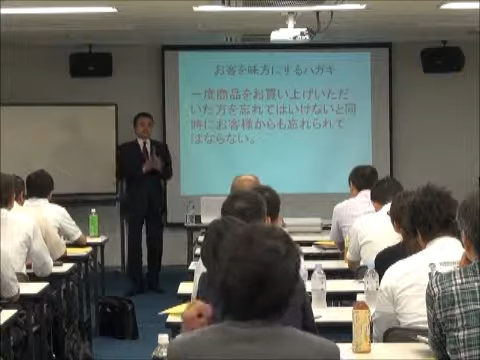 お客を味方にするハガキ
一度商品をお買い上げいただ
いた方を忘れてはいけないと同
時にお客様からも忘れられて
はならない。